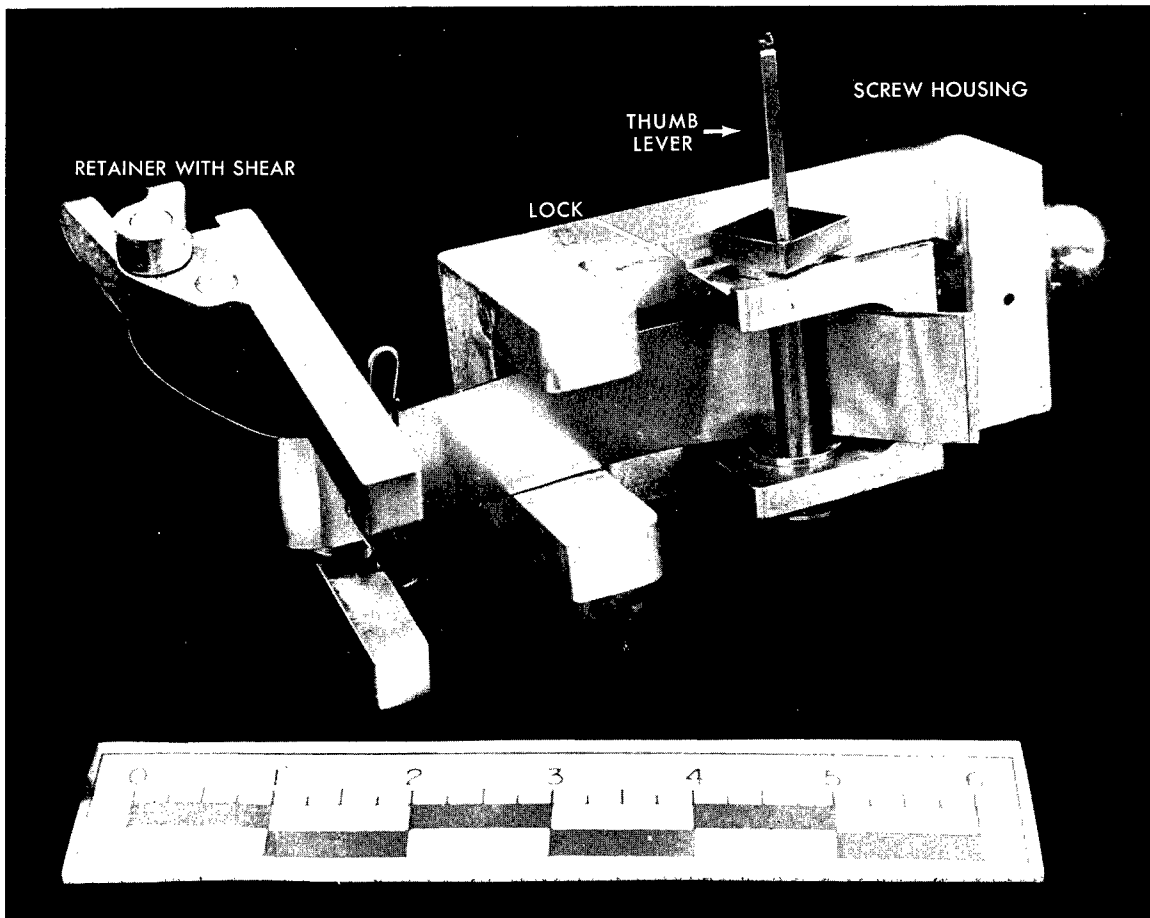 SCREW HOUSING
THUMB
LEVER
RETAINER WITH SHEAR
LOCK
0 1 2 3 4 5 6